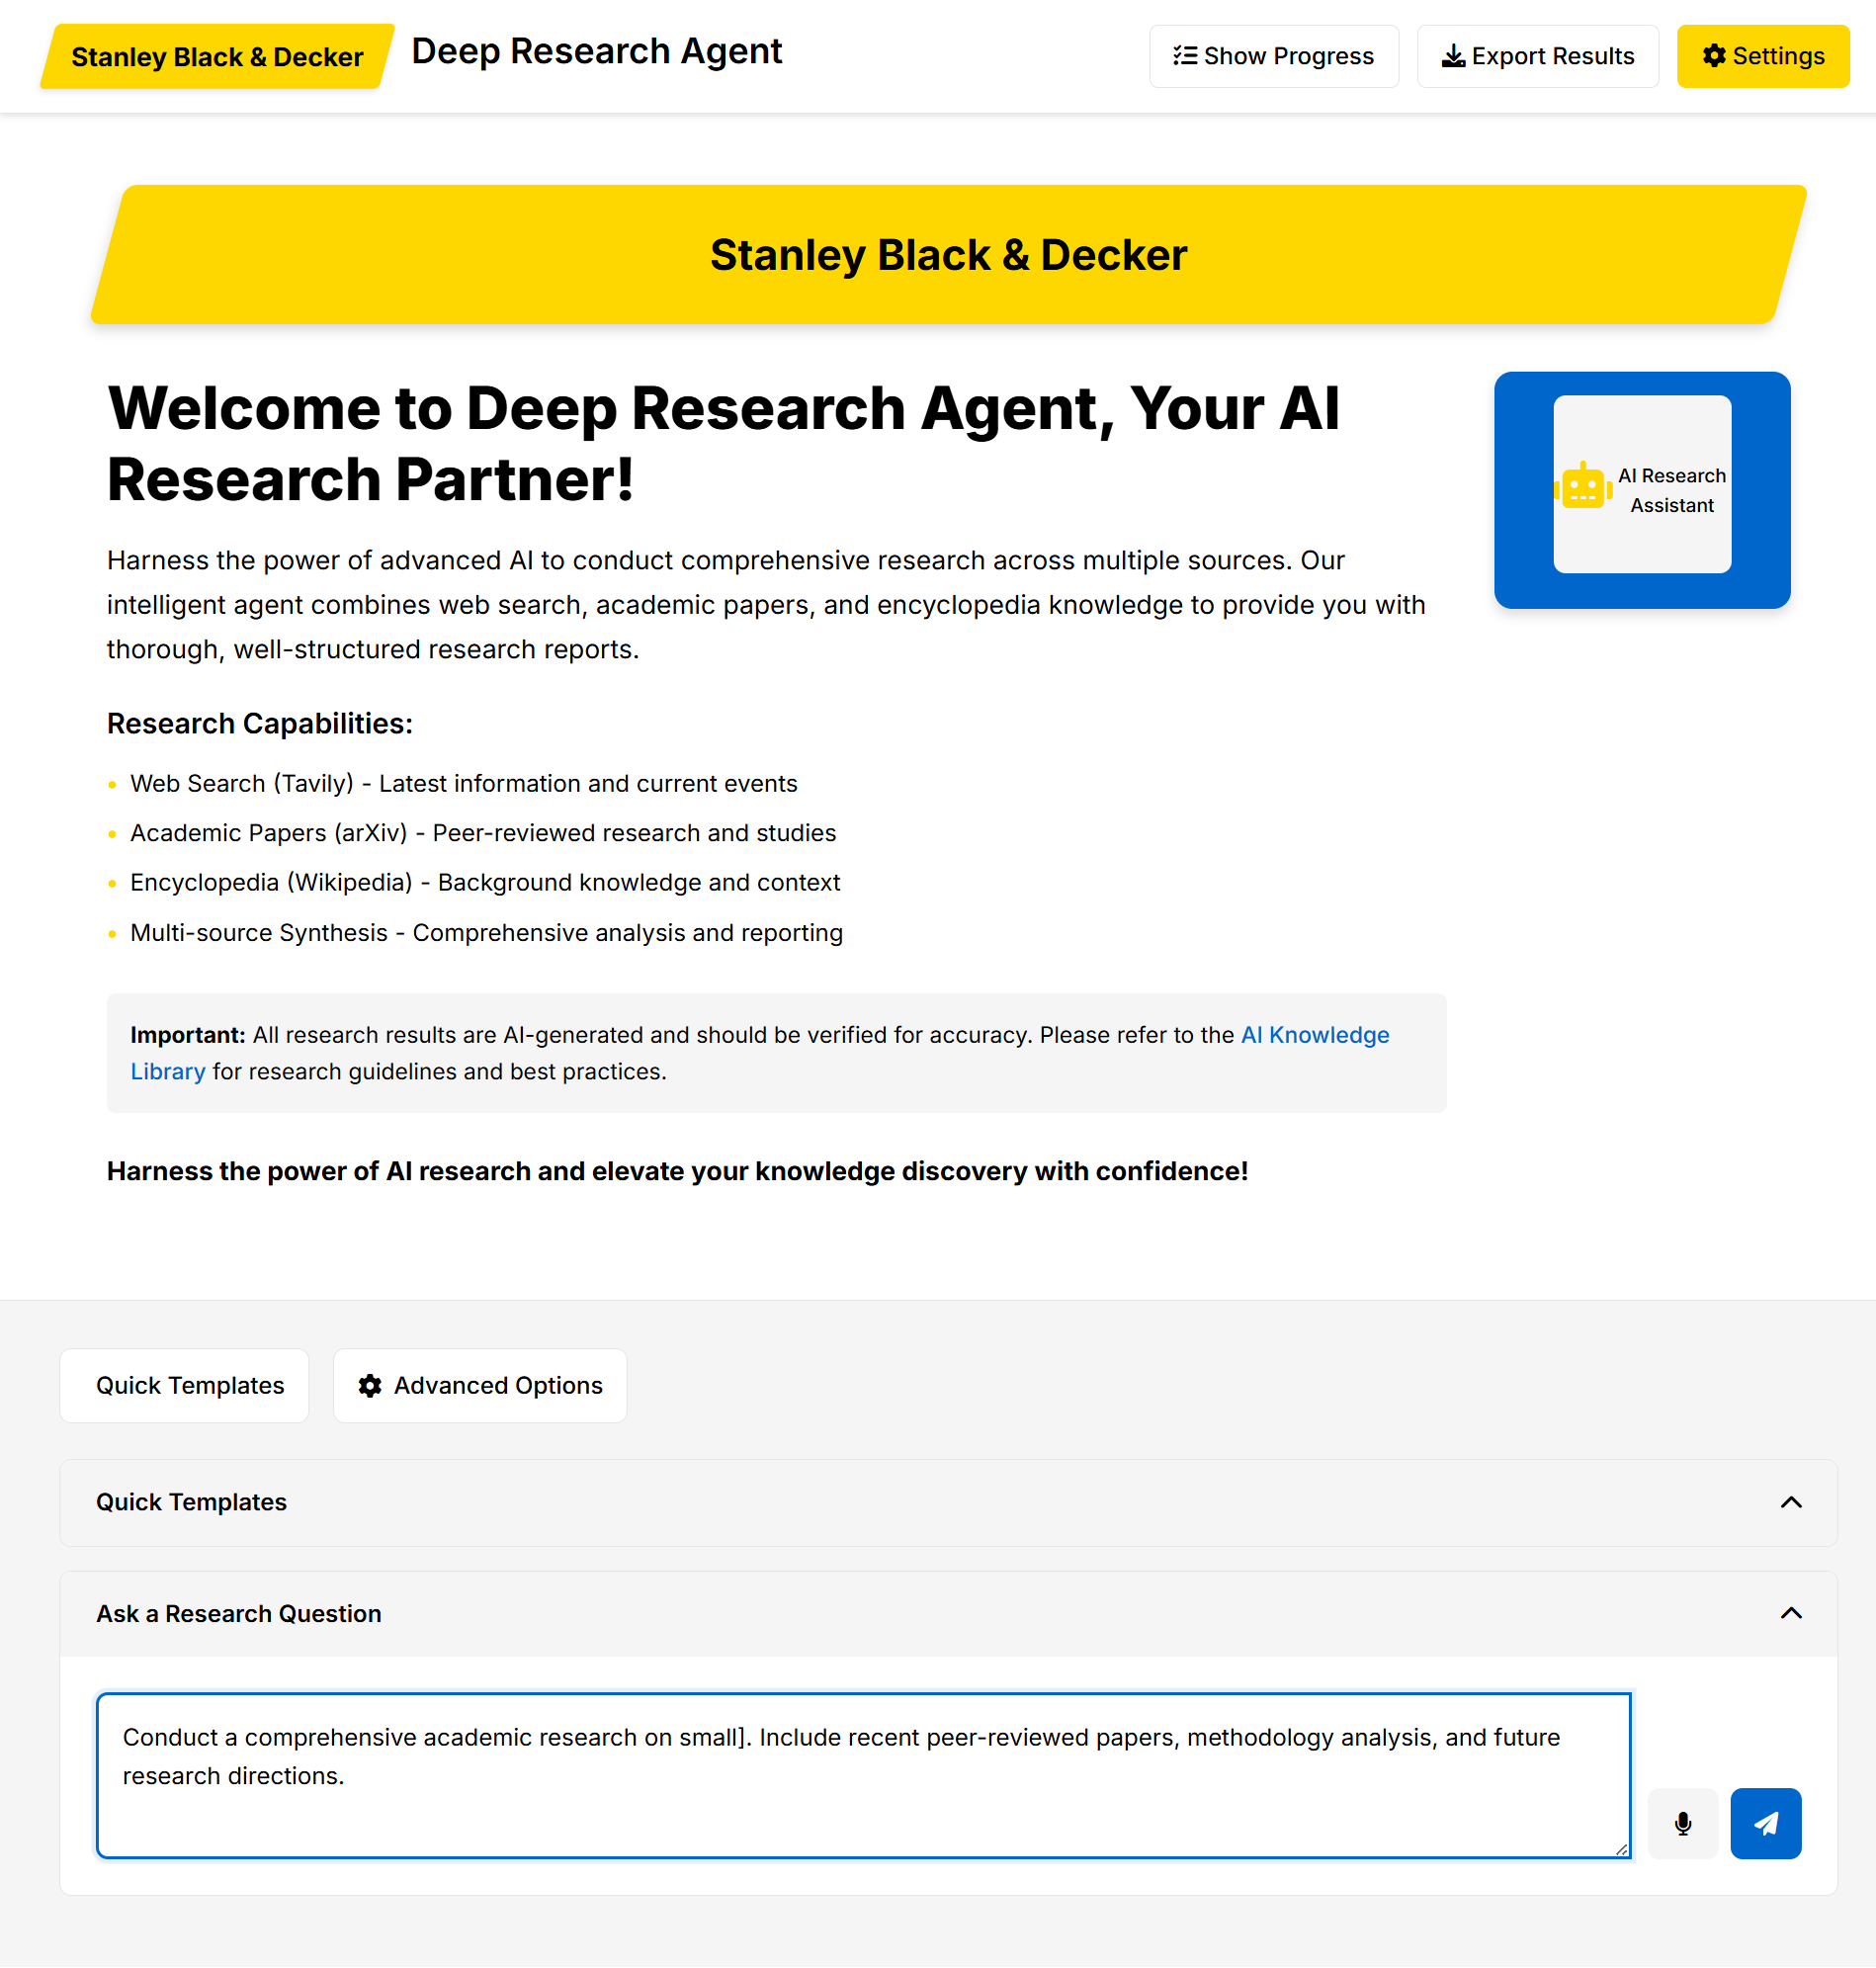 Stanley Black & Decker
Deep Research Agent
Show Progress
Export Results
Settings
Stanley Black & Decker
Welcome to Deep Research Agent, Your AI
Research Partner!
AI Research
Assistant
Harness the power of advanced AI to conduct comprehensive research across multiple sources. Our
intelligent agent combines web search, academic papers, and encyclopedia knowledge to provide you with
thorough, well-structured research reports.
Research Capabilities:
• Web Search (Tavily) - Latest information and current events
• Academic Papers (arXiv) - Peer-reviewed research and studies
• Encyclopedia (Wikipedia) - Background knowledge and context
• Multi-source Synthesis - Comprehensive analysis and reporting
Important: All research results are AI-generated and should be verified for accuracy. Please refer to the AI Knowledge
Library for research guidelines and best practices.
Harness the power of AI research and elevate your knowledge discovery with confidence!
Quick Templates
Advanced Options
Quick Templates
Ask a Research Question
Conduct a comprehensive academic research on small]. Include recent peer-reviewed papers, methodology analysis, and future
research directions.